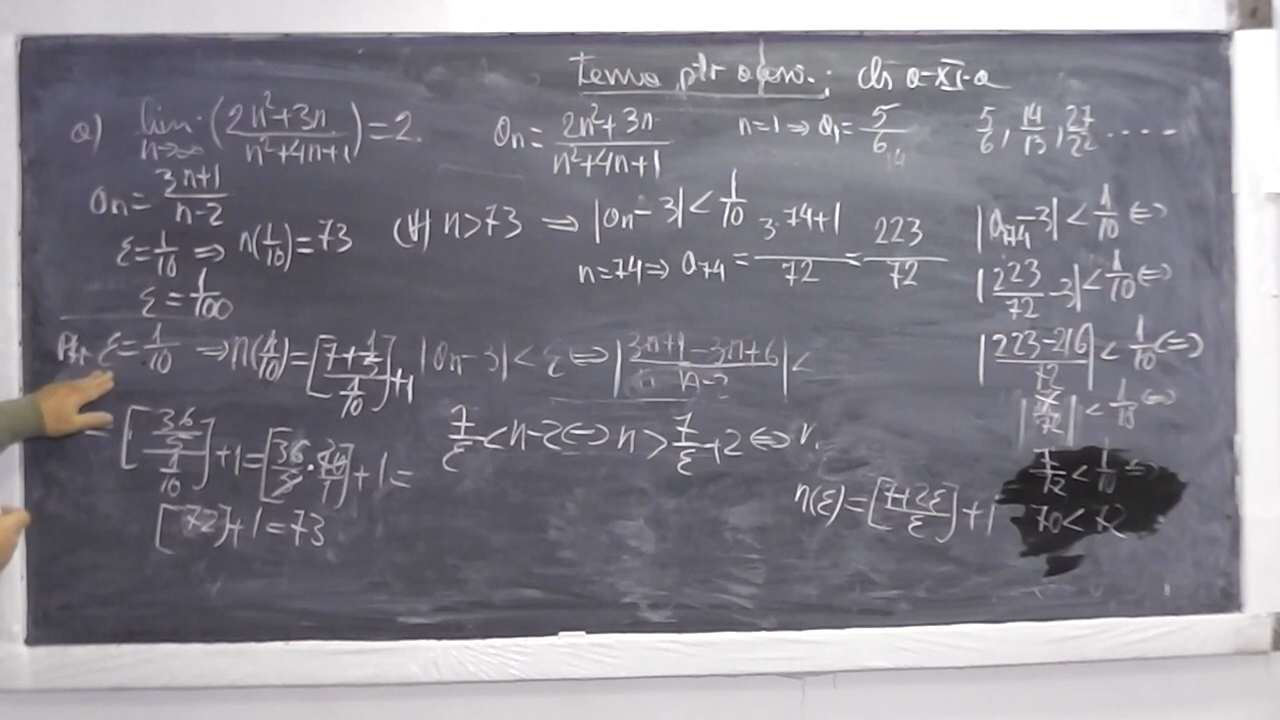 Tema ptr acasă: cls a-XI-a
a) lim n→∞ (2n²+3n / n²+4n+1) = 2. an = 2n²+3n / n²+4n+1 n=1 ⇒ a1 = 5/6 5/6, 14/13, 27/22 ....
an = 3n+1 / n-2
ε = 1/10 ⇒ n(1/10) = 73 (∀) n>73 ⇒ |an-3| < 1/10 |a74-3| < 1/10 ⇔
n=74 ⇒ a74 = 3·74+1 / 72 = 223/72 |223/72 -3| < 1/10 ⇔
ε = 1/100
Ptr ε = 1/10 ⇒ n(1/10) = [7+1/5 / 1/10]+1 |an-3| < ε ⇔ |3n+1-3n+6 / n-2| < |223-216 / 72| < 1/10 ⇔
|7/72| < 1/10 ⇔
= [36/5 / 1/10]+1 = [36/5 · 10/1]+1 = 7/ε < n-2 ⇔ n > 7/ε +2 ⇔ 7/72 < 1/10 ⇔
[72]+1 = 73 n(ε) = [7+2ε / ε]+1 70 < 72